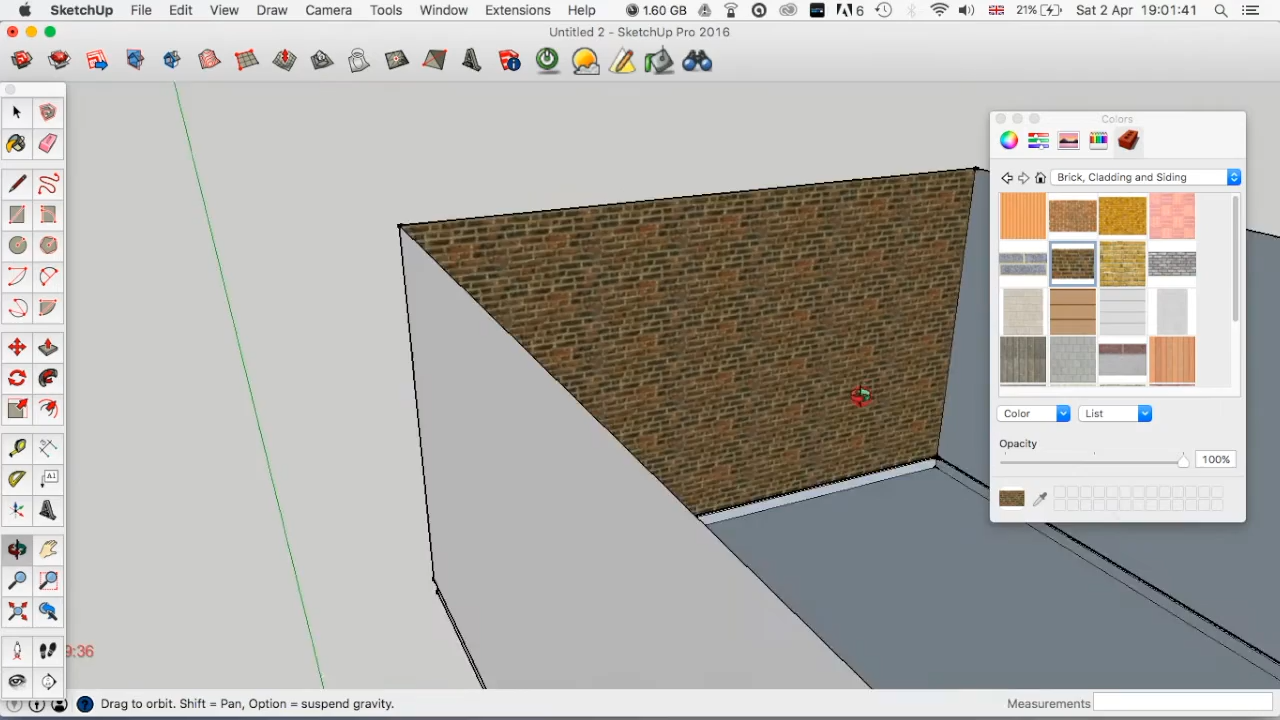 SketchUp File Edit View Draw Camera Tools Window Extensions Help 1.60 GB 6 21% Sat 2 Apr 19:01:41
Untitled 2 - SketchUp Pro 2016
Colors
Brick, Cladding and Siding
Color List
Opacity
100%
A1
9:36
Drag to orbit. Shift = Pan, Option = suspend gravity.
Measurements